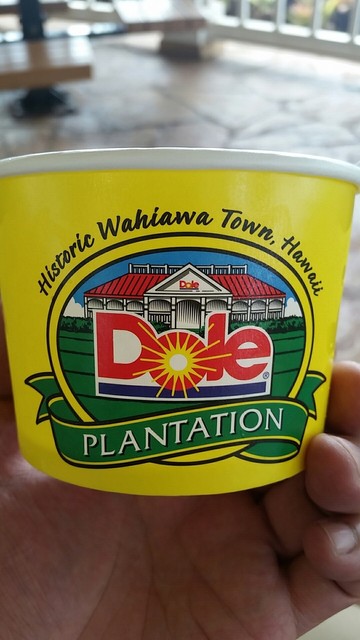 Historic Wahiawa Town, Hawaii
Dole
Dole®
PLANTATION